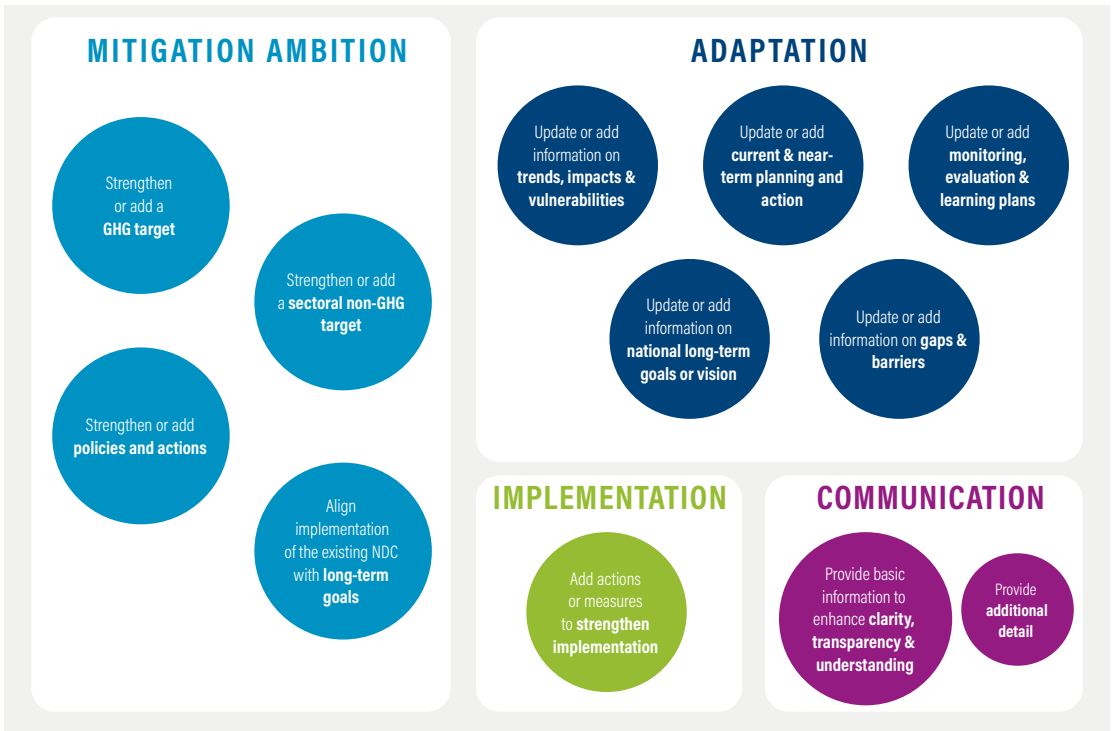 MITIGATION AMBITION
Strengthen
or add a
GHG target
Strengthen or add
a sectoral non-GHG
target
Strengthen or add
policies and actions
Align
implementation
of the existing NDC
with long-term
goals
ADAPTATION
Update or add
information on
trends, impacts &
vulnerabilities
Update or add
current & near-
term planning and
action
Update or add
monitoring,
evaluation &
learning plans
Update or add
information on
national long-term
goals or vision
Update or add
information on gaps &
barriers
IMPLEMENTATION
Add actions
or measures
to strengthen
implementation
COMMUNICATION
Provide basic
information to
enhance clarity,
transparency &
understanding
Provide
additional
detail